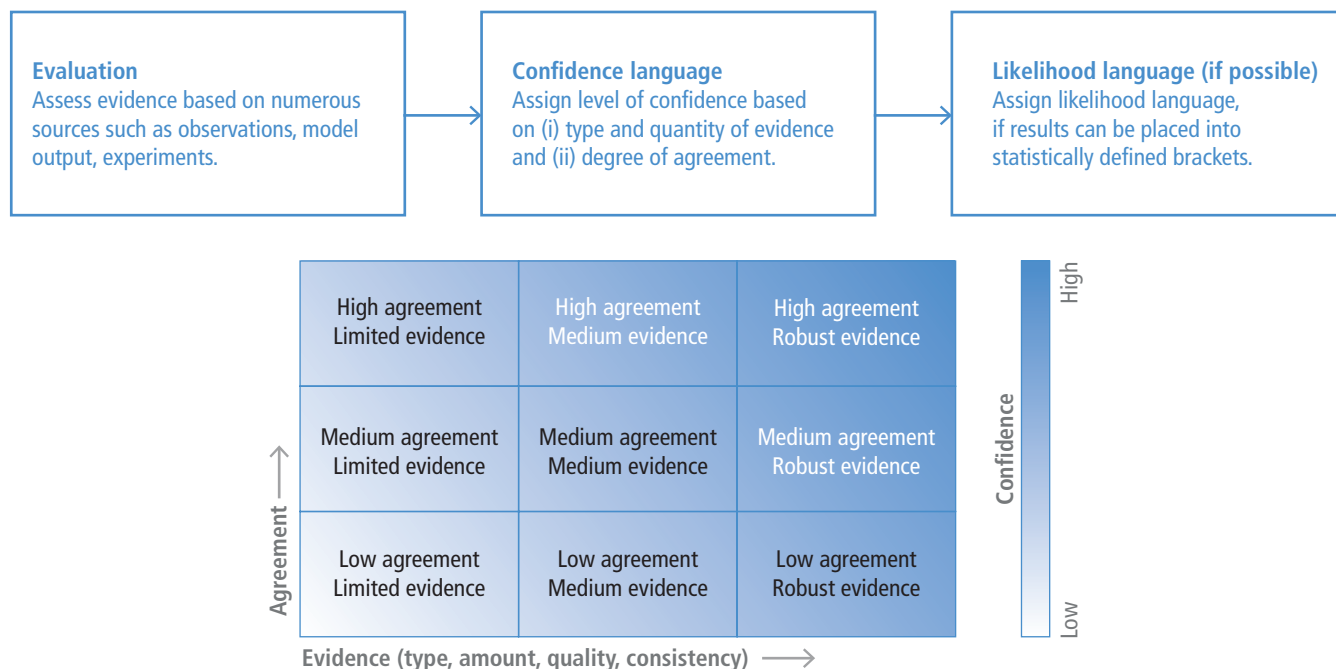 Evaluation
Assess evidence based on numerous
sources such as observations, model
output, experiments.
Confidence language
Assign level of confidence based
on (i) type and quantity of evidence
and (ii) degree of agreement.
Likelihood language (if possible)
Assign likelihood language,
if results can be placed into
statistically defined brackets.
High agreement
Limited evidence
High agreement
Medium evidence
High agreement
Robust evidence
Medium agreement
Limited evidence
Medium agreement
Medium evidence
Medium agreement
Robust evidence
Low agreement
Limited evidence
Low agreement
Medium evidence
Low agreement
Robust evidence
Agreement
Evidence (type, amount, quality, consistency)
Confidence
High
Low